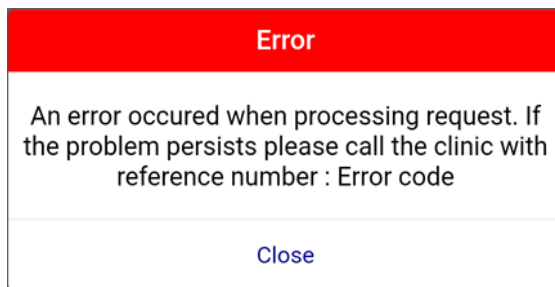 Error
An error occured when processing request. If
the problem persists please call the clinic with
reference number : Error code
Close